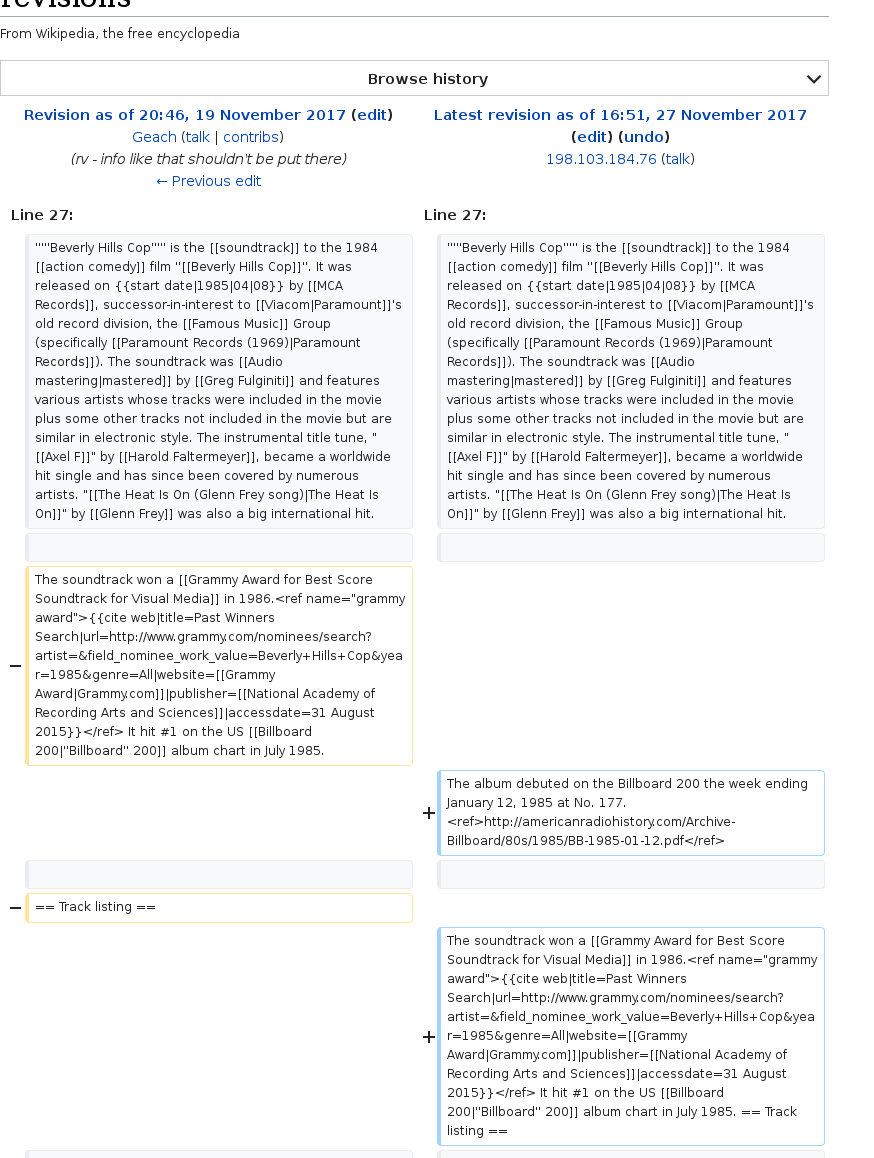 revisions
From Wikipedia, the free encyclopedia
Browse history
Revision as of 20:46, 19 November 2017 (edit)
Geach (talk | contribs)
(rv - info like that shouldn't be put there)
← Previous edit
Latest revision as of 16:51, 27 November 2017
(edit) (undo)
198.103.184.76 (talk)
Line 27:
Line 27:
'''''Beverly Hills Cop''''' is the [[soundtrack]] to the 1984
[[action comedy]] film ''[[Beverly Hills Cop]]''. It was
released on {{start date|1985|04|08}} by [[MCA
Records]], successor-in-interest to [[Viacom|Paramount]]'s
old record division, the [[Famous Music]] Group
(specifically [[Paramount Records (1969)|Paramount
Records]]). The soundtrack was [[Audio
mastering|mastered]] by [[Greg Fulginiti]] and features
various artists whose tracks were included in the movie
plus some other tracks not included in the movie but are
similar in electronic style. The instrumental title tune, "
[[Axel F]]" by [[Harold Faltermeyer]], became a worldwide
hit single and has since been covered by numerous
artists. "[[The Heat Is On (Glenn Frey song)|The Heat Is
On]]" by [[Glenn Frey]] was also a big international hit.
'''''Beverly Hills Cop''''' is the [[soundtrack]] to the 1984
[[action comedy]] film ''[[Beverly Hills Cop]]''. It was
released on {{start date|1985|04|08}} by [[MCA
Records]], successor-in-interest to [[Viacom|Paramount]]'s
old record division, the [[Famous Music]] Group
(specifically [[Paramount Records (1969)|Paramount
Records]]). The soundtrack was [[Audio
mastering|mastered]] by [[Greg Fulginiti]] and features
various artists whose tracks were included in the movie
plus some other tracks not included in the movie but are
similar in electronic style. The instrumental title tune, "
[[Axel F]]" by [[Harold Faltermeyer]], became a worldwide
hit single and has since been covered by numerous
artists. "[[The Heat Is On (Glenn Frey song)|The Heat Is
On]]" by [[Glenn Frey]] was also a big international hit.
− The soundtrack won a [[Grammy Award for Best Score
Soundtrack for Visual Media]] in 1986.<ref name="grammy
award">{{cite web|title=Past Winners
Search|url=http://www.grammy.com/nominees/search?
artist=&field_nominee_work_value=Beverly+Hills+Cop&yea
r=1985&genre=All|website=[[Grammy
Award|Grammy.com]]|publisher=[[National Academy of
Recording Arts and Sciences]]|accessdate=31 August
2015}}</ref> It hit #1 on the US [[Billboard
200|''Billboard'' 200]] album chart in July 1985.
+ The album debuted on the Billboard 200 the week ending
January 12, 1985 at No. 177.
<ref>http://americanradiohistory.com/Archive-
Billboard/80s/1985/BB-1985-01-12.pdf</ref>
− == Track listing ==
+ The soundtrack won a [[Grammy Award for Best Score
Soundtrack for Visual Media]] in 1986.<ref name="grammy
award">{{cite web|title=Past Winners
Search|url=http://www.grammy.com/nominees/search?
artist=&field_nominee_work_value=Beverly+Hills+Cop&yea
r=1985&genre=All|website=[[Grammy
Award|Grammy.com]]|publisher=[[National Academy of
Recording Arts and Sciences]]|accessdate=31 August
2015}}</ref> It hit #1 on the US [[Billboard
200|''Billboard'' 200]] album chart in July 1985. == Track
listing ==